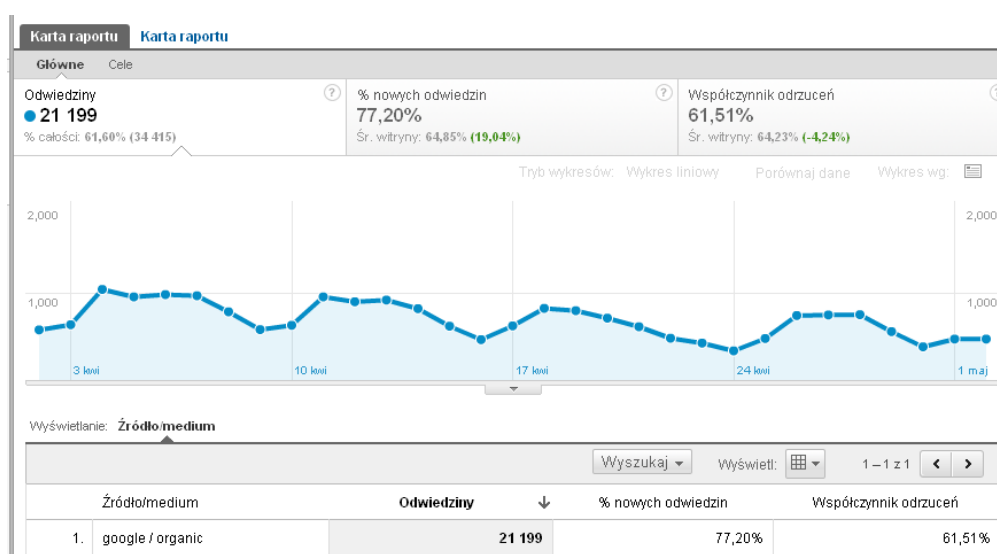 Karta raportu Karta raportu
Główne Cele
Odwiedziny ? % nowych odwiedzin ? Współczynnik odrzuceń ?
21 199 77,20% 61,51%
% całości: 61,60% (34 415) Śr. witryny: 64,85% (19,04%) Śr. witryny: 64,23% (-4,24%)
Tryb wykresów: Wykres liniowy Porównaj dane Wykres wg:
2,000 2,000
1,000 1,000
3 kwi 10 kwi 17 kwi 24 kwi 1 maj
Wyświetlanie: Źródło/medium
Wyszukaj Wyświetl: 1 – 1 z 1
Źródło/medium Odwiedziny % nowych odwiedzin Współczynnik odrzuceń
1. google / organic 21 199 77,20% 61,51%